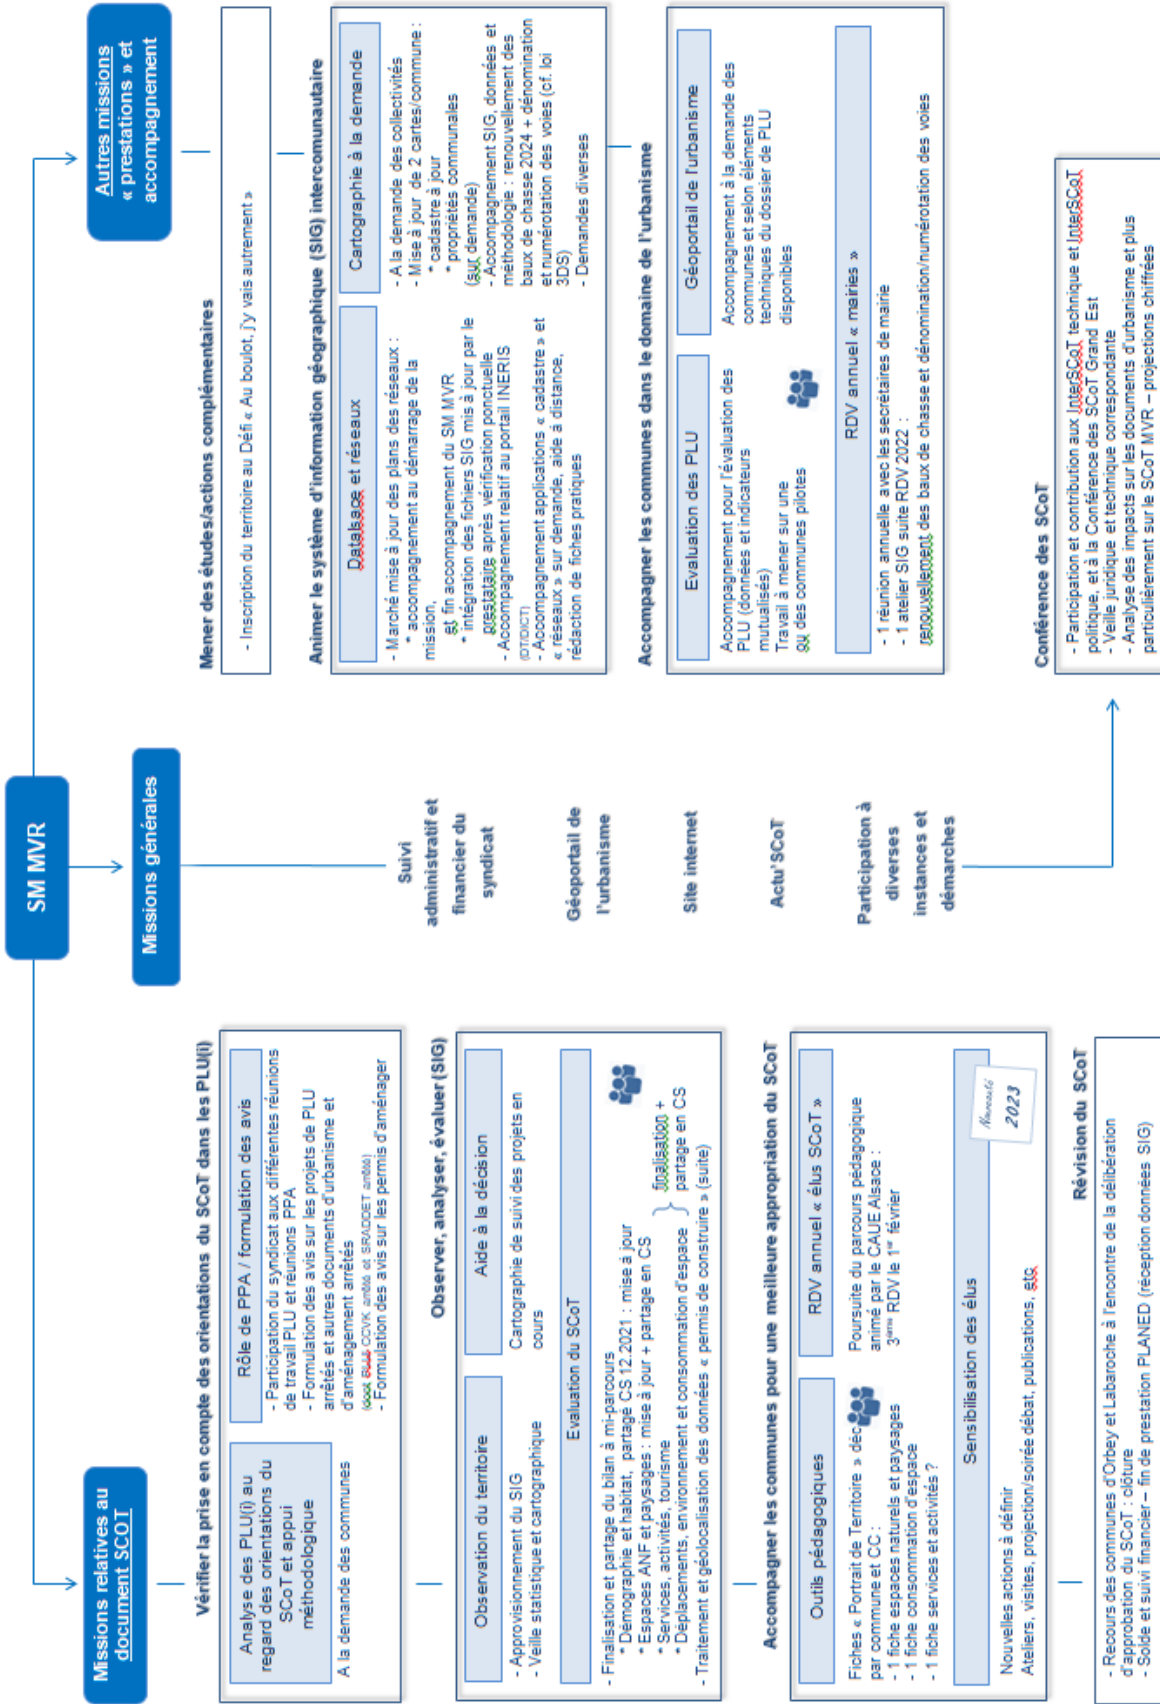 SM MVR
Missions relatives au
document SCOT
Vérifier la prise en compte des orientations du SCoT dans les PLU(i)
Analyse des PLU(i) au
regard des orientations du
SCoT et appui
méthodologique
A la demande des communes
Rôle de PPA / formulation des avis
- Participation du syndicat aux différentes réunions
de travail PLU et réunions PPA
- Formulation des avis sur les projets de PLU
arrêtés et autres documents d'urbanisme et
d'aménagement arrêtés
CCVK arrêté et SRADDET arrêté)
- Formulation des avis sur les permis d'aménager
Observer, analyser, évaluer (SIG)
Observation du territoire
- Approvisionnement du SIG
- Veille statistique et cartographique
Aide à la décision
Cartographie de suivi des projets en
cours
Evaluation du SCoT
- Finalisation et partage du bilan à mi-parcours
* Démographie et habitat, partagé CS 12.2021 : mise à jour
* Espaces ANF et paysages : mise à jour + partage en CS
* Services, activités, tourisme
* Déplacements, environnement et consommation d'espace
finalisation +
partage en CS
- Traitement et géolocalisation des données « permis de construire » (suite)
Accompagner les communes pour une meilleure appropriation du SCoT
Outils pédagogiques
Fiches « Portrait de Territoire » déc
par commune et CC :
- 1 fiche espaces naturels et paysages
- 1 fiche consommation d'espace
- 1 fiche services et activités ?
RDV annuel « élus SCoT »
Poursuite du parcours pédagogique
animé par le CAUE Alsace :
3ème RDV le 1er février
Sensibilisation des élus
Nouvelles actions à définir
Ateliers, visites, projection/soirée débat, publications, etc
Nouveauté
2023
Révision du SCoT
- Recours des communes d'Orbey et Labaroche à l'encontre de la délibération
d'approbation du SCoT : clôture
- Solde et suivi financier – fin de prestation PLANED (réception données SIG)
Missions générales
Suivi
administratif et
financier du
syndicat
Géoportail de
l'urbanisme
Site internet
Actu'SCoT
Participation à
diverses
instances et
démarches
Autres missions
« prestations » et
accompagnement
Mener des études/actions complémentaires
- Inscription du territoire au Défi « Au boulot, j'y vais autrement »
Animer le système d'information géographique (SIG) intercomunautaire
Datalsace et réseaux
- Marché mise à jour des plans des réseaux :
* accompagnement au démarrage de la
mission,
et fin accompagnement du SM MVR
* intégration des fichiers SIG mis à jour par le
prestataire après vérification ponctuelle
- Accompagnement relatif au portail INERIS
(DT/DICT)
- Accompagnement applications « cadastre » et
« réseaux » sur demande, aide à distance,
rédaction de fiches pratiques
Cartographie à la demande
- A la demande des collectivités
- Mise à jour de 2 cartes/commune :
* cadastre à jour
* propriétés communales
(sur demande)
- Accompagnement SIG, données et
méthodologie : renouvellement des
baux de chasse 2024 + dénomination
et numérotation des voies (cf. loi
3DS)
- Demandes diverses
Accompagner les communes dans le domaine de l'urbanisme
Evaluation des PLU
Accompagnement pour l'évaluation des
PLU (données et indicateurs
mutualisés)
Travail à mener sur une
ou des communes pilotes
Géoportail de l'urbanisme
Accompagnement à la demande des
communes et selon éléments
techniques du dossier de PLU
disponibles
RDV annuel « mairies »
- 1 réunion annuelle avec les secrétaires de mairie
- 1 atelier SIG suite RDV 2022 :
renouvellement des baux de chasse et dénomination/numérotation des voies
Conférence des SCoT
- Participation et contribution aux InterSCoT technique et InterSCoT
politique, et à la Conférence des SCoT Grand Est
- Veille juridique et technique correspondante
- Analyse des impacts sur les documents d'urbanisme et plus
particulièrement sur le SCoT MVR – projections chiffrées